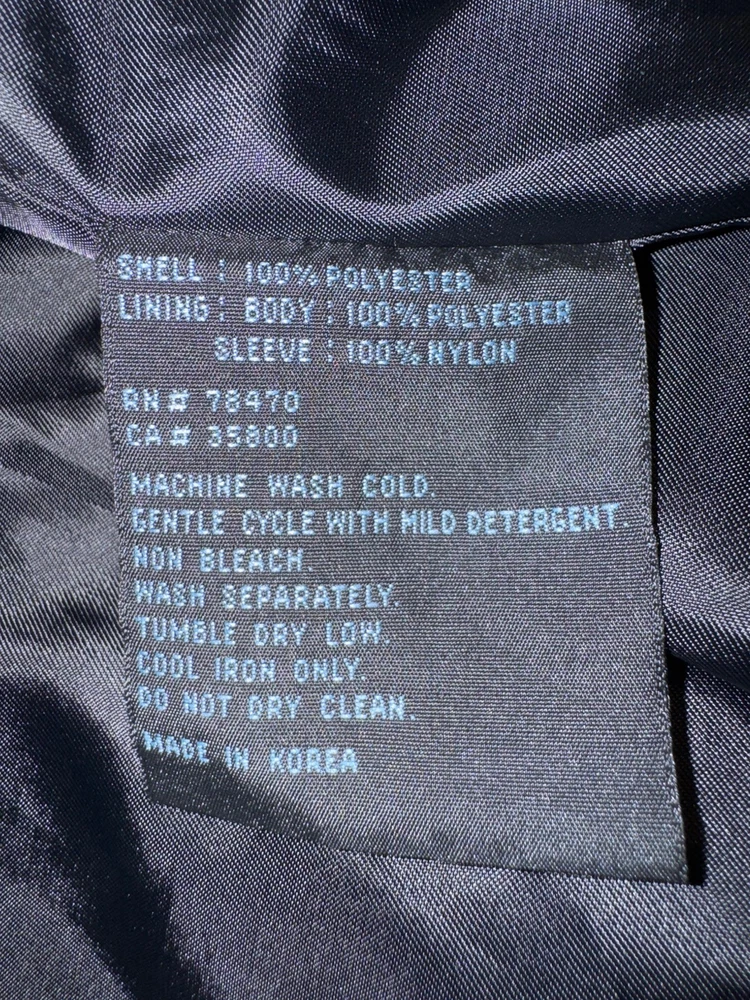 SHELL : 100% POLYESTER
LINING : BODY : 100% POLYESTER
SLEEVE : 100% NYLON
RN # 78470
CA # 35800
MACHINE WASH COLD.
GENTLE CYCLE WITH MILD DETERGENT.
NON BLEACH.
WASH SEPARATELY.
TUMBLE DRY LOW.
COOL IRON ONLY.
DO NOT DRY CLEAN.
MADE IN KOREA